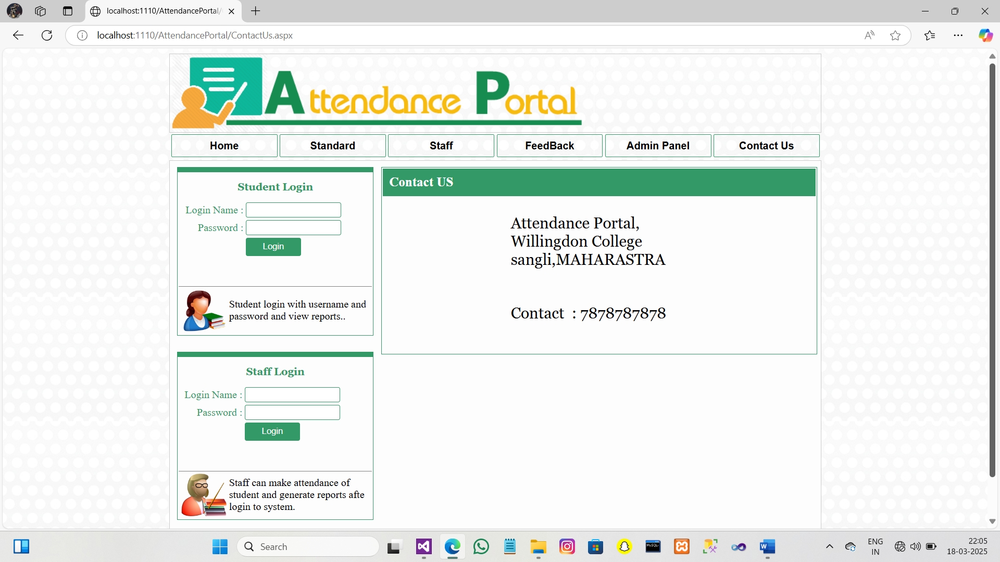 localhost:1110/AttendancePortal/
localhost:1110/AttendancePortal/ContactUs.aspx
Attendance Portal
Home
Standard
Staff
FeedBack
Admin Panel
Contact Us
Student Login
Login Name :
Password :
Login
Student login with username and
password and view reports..
Staff Login
Login Name :
Password :
Login
Staff can make attendance of
student and generate reports afte
login to system.
Contact US
Attendance Portal,
Willingdon College
sangli,MAHARASTRA
Contact  : 7878787878
Search
ENG
IN
22:05
18-03-2025